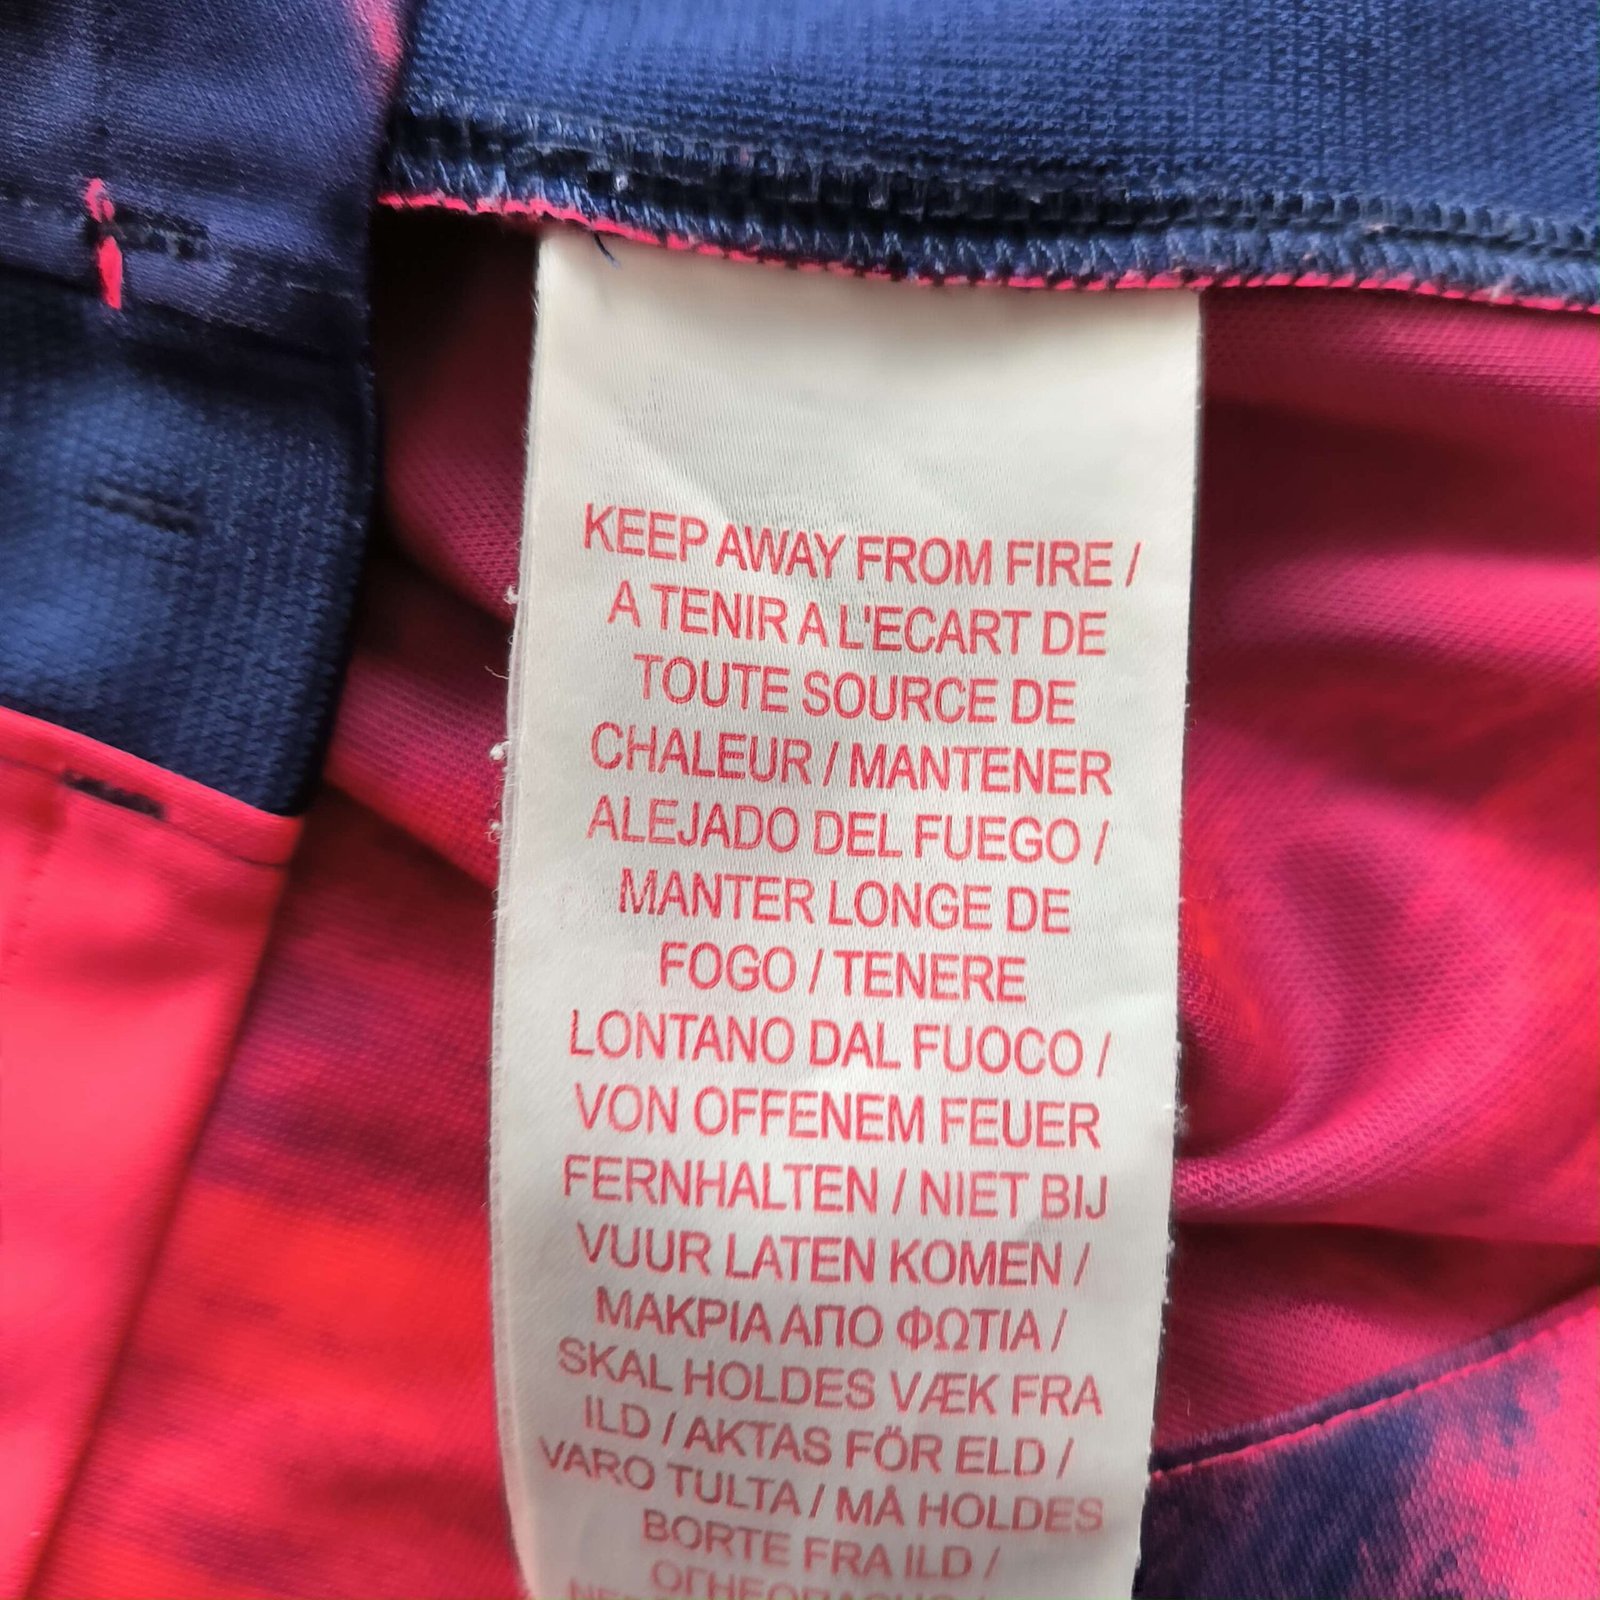 KEEP AWAY FROM FIRE /
A TENIR A L'ECART DE
TOUTE SOURCE DE
CHALEUR / MANTENER
ALEJADO DEL FUEGO /
MANTER LONGE DE
FOGO / TENERE
LONTANO DAL FUOCO /
VON OFFENEM FEUER
FERNHALTEN / NIET BIJ
VUUR LATEN KOMEN /
ΜΑΚΡΙΑ ΑΠΟ ΦΩΤΙΑ /
SKAL HOLDES VÆK FRA
ILD / AKTAS FÖR ELD /
VARO TULTA / MÅ HOLDES
BORTE FRA ILD /